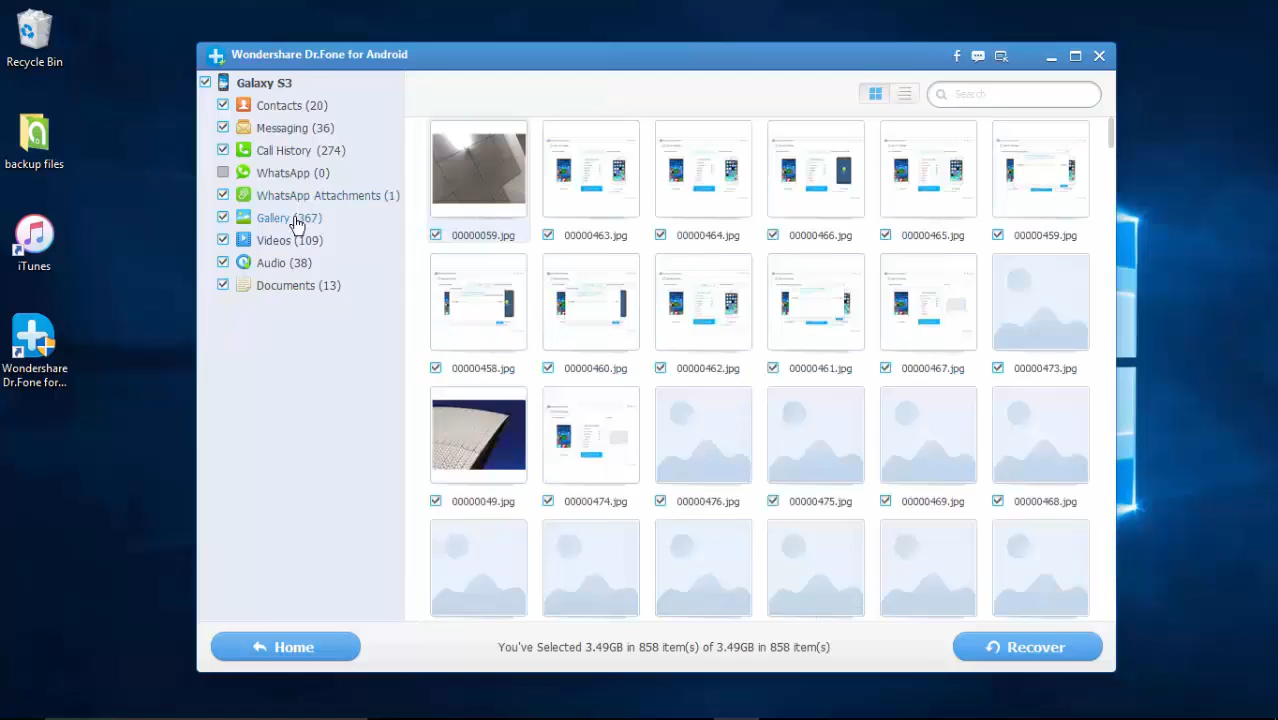 Recycle Bin
backup files
iTunes
Wondershare
Dr.Fone for...
Wondershare Dr.Fone for Android
Galaxy S3
Contacts (20)
Messaging (36)
Call History (274)
WhatsApp (0)
WhatsApp Attachments (1)
Gallery (367)
Videos (109)
Audio (38)
Documents (13)
Search
00000059.jpg 00000463.jpg 00000464.jpg 00000466.jpg 00000465.jpg 00000459.jpg
00000458.jpg 00000460.jpg 00000462.jpg 00000461.jpg 00000467.jpg 00000473.jpg
00000049.jpg 00000474.jpg 00000476.jpg 00000475.jpg 00000469.jpg 00000468.jpg
Home
You've Selected 3.49GB in 858 item(s) of 3.49GB in 858 item(s)
Recover